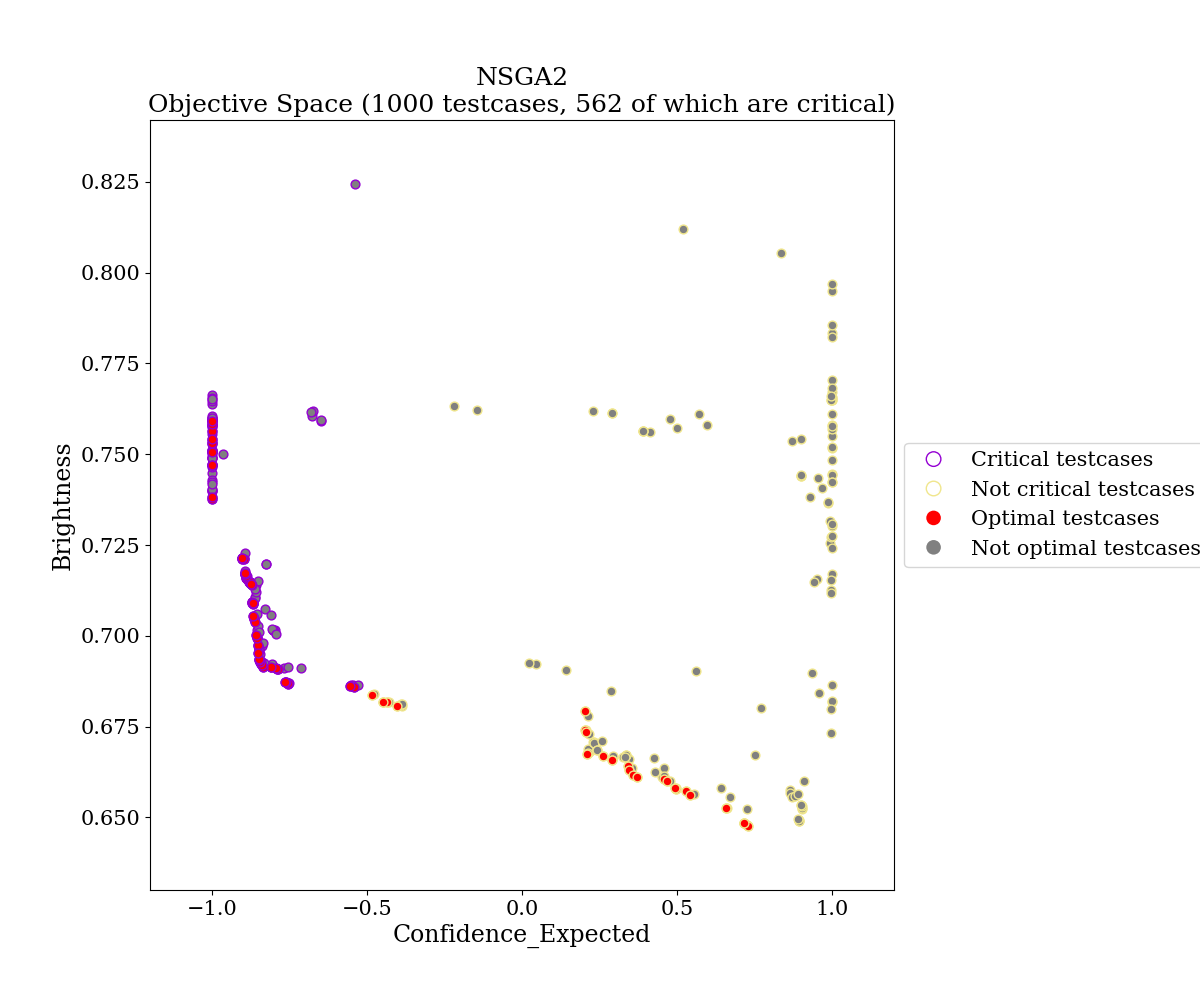 NSGA2
Objective Space (1000 testcases, 562 of which are critical)
0.825
0.800
0.775
0.750
0.725
0.700
0.675
0.650
Brightness
−1.0
−0.5
0.0
0.5
1.0
Confidence_Expected
Critical testcases
Not critical testcases
Optimal testcases
Not optimal testcases